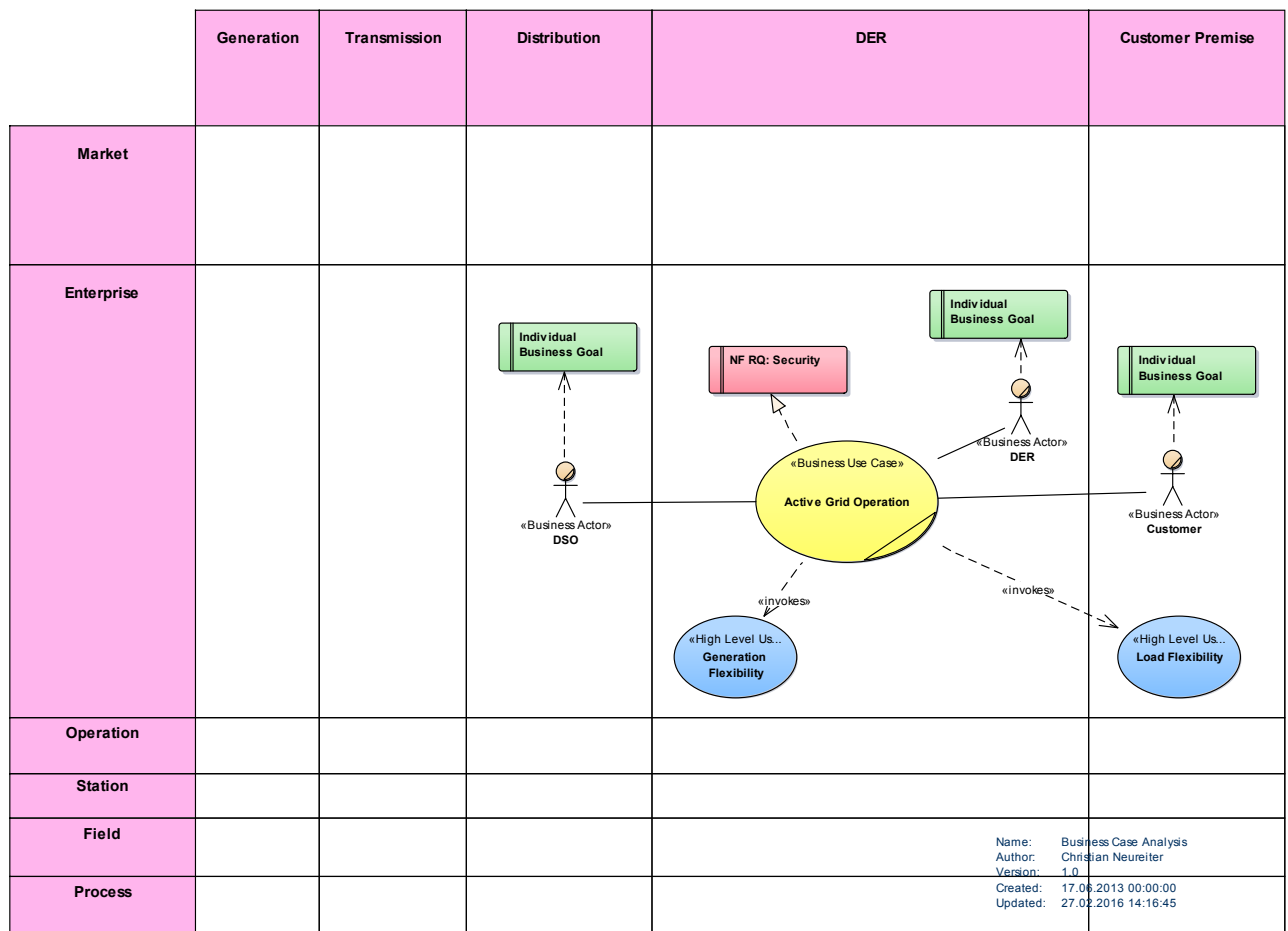 Generation
Transmission
Distribution
DER
Customer Premise
Market
Enterprise
Individual
Business Goal
Individual
Business Goal
NF RQ: Security
Individual
Business Goal
«Business Actor»
DER
«Business Use Case»
Active Grid Operation
«Business Actor»
DSO
«Business Actor»
Customer
«invokes»
«invokes»
«High Level Us...
Generation
Flexibility
«High Level Us...
Load Flexibility
Operation
Station
Field
Process
Name: Business Case Analysis
Author: Christian Neureiter
Version: 1.0
Created: 17.06.2013 00:00:00
Updated: 27.02.2016 14:16:45